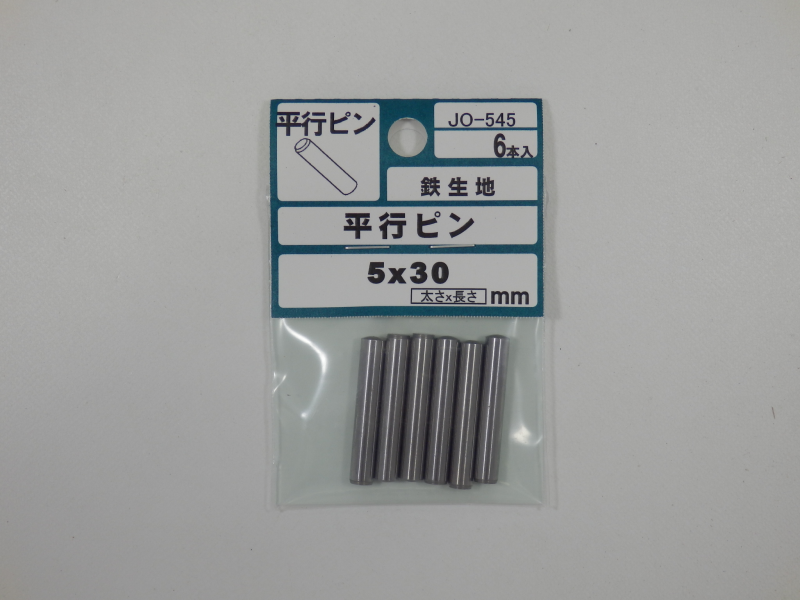 平行ピン
JO-545
6本入
鉄生地
平行ピン
5x30
太さx長さ mm